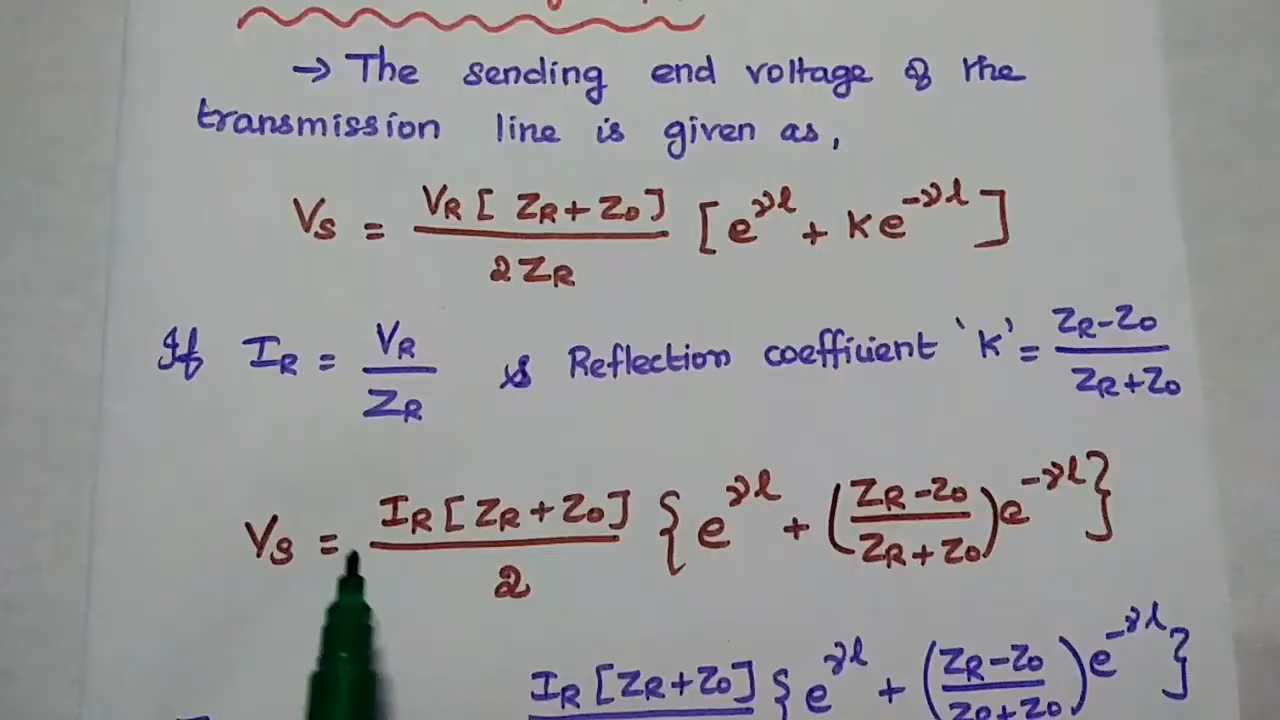 → The sending end voltage of the
transmission line is given as,
VS = VR [ ZR + Z0 ] / 2 ZR [ e^γl + K e^-γl ]
If IR = VR / ZR & Reflection coefficient 'K' = ZR - Z0 / ZR + Z0
VS = IR [ ZR + Z0 ] / 2 { e^γl + ( ZR - Z0 / ZR + Z0 ) e^-γl }
IR [ ZR + Z0 ] { e^γl + ( ZR - Z0 / ZR + Z0 ) e^-γl }